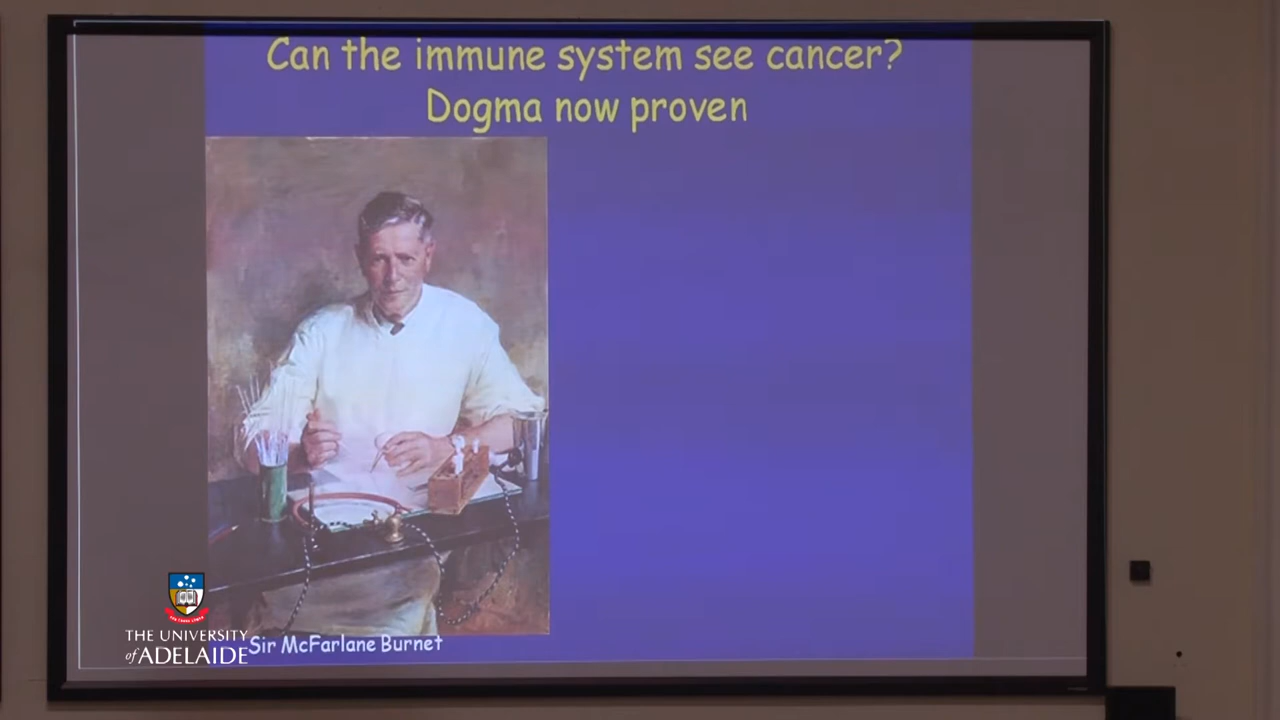 Can the immune system see cancer?
Dogma now proven
THE UNIVERSITY
of ADELAIDE
Sir McFarlane Burnet